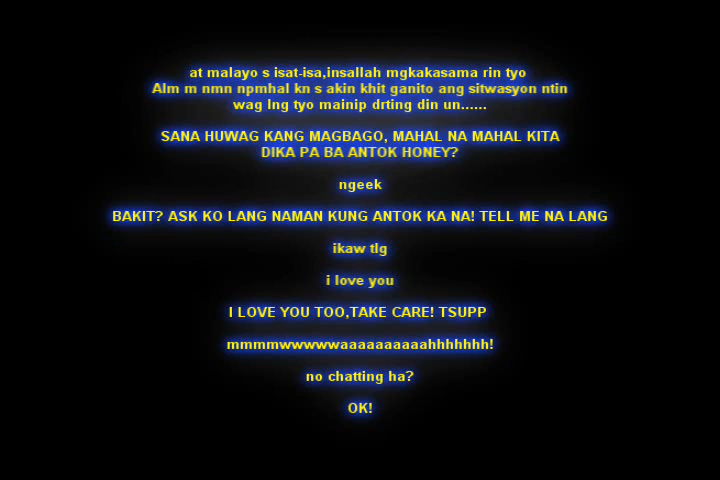 at malayo s isat-isa,insallah mgkakasama rin tyo
Alm m nmn npmhal kn s akin khit ganito ang sitwasyon ntin
wag lng tyo mainip drting din un......
SANA HUWAG KANG MAGBAGO, MAHAL NA MAHAL KITA
DIKA PA BA ANTOK HONEY?
ngeek
BAKIT? ASK KO LANG NAMAN KUNG ANTOK KA NA! TELL ME NA LANG
ikaw tlg
i love you
I LOVE YOU TOO,TAKE CARE! TSUPP
mmmmwwwwwaaaaaaaaaahhhhhhh!
no chatting ha?
OK!